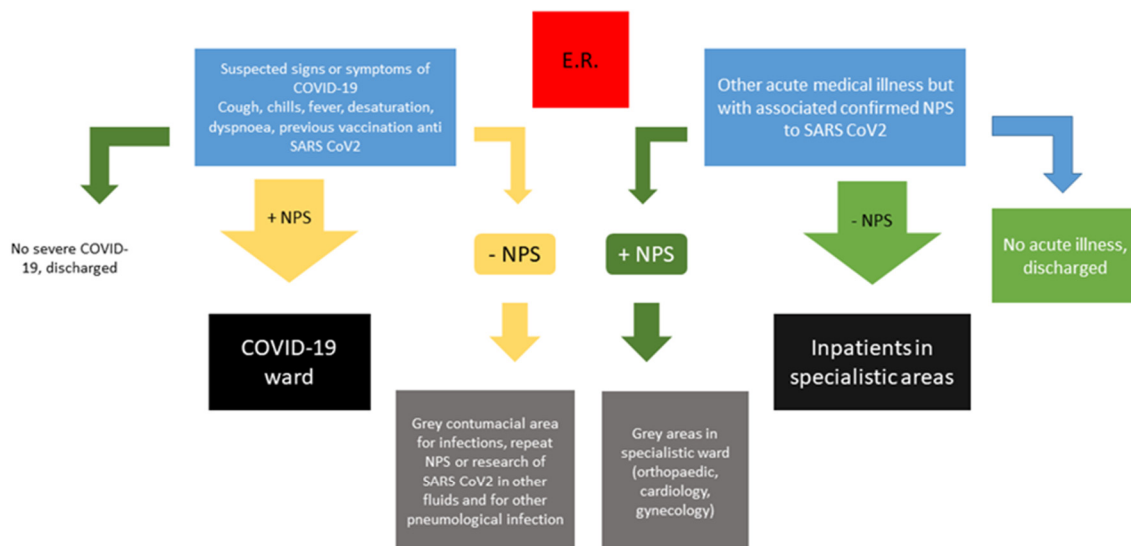 E.R.
Suspected signs or symptoms of
COVID-19
Cough, chills, fever, desaturation,
dyspnoea, previous vaccination anti
SARS CoV2
Other acute medical illness but
with associated confirmed NPS
to SARS CoV2
No severe COVID-
19, discharged
+ NPS
- NPS
+ NPS
- NPS
No acute illness,
discharged
COVID-19
ward
Grey contumacial area
for infections, repeat
NPS or research of
SARS CoV2 in other
fluids and for other
pneumological infection
Grey areas in
specialistic ward
(orthopaedic,
cardiology,
gynecology)
Inpatients in
specialistic areas